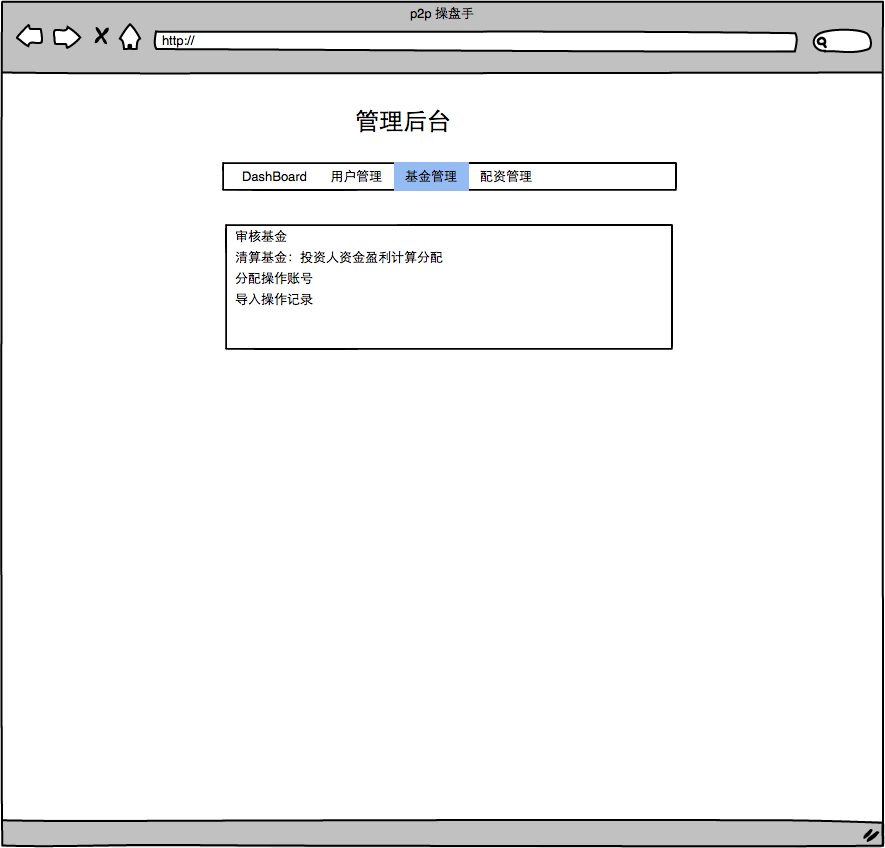 p2p 操盘手
http://
管理后台
DashBoard 用户管理 基金管理 配资管理
审核基金
清算基金：投资人资金盈利计算分配
分配操作账号
导入操作记录